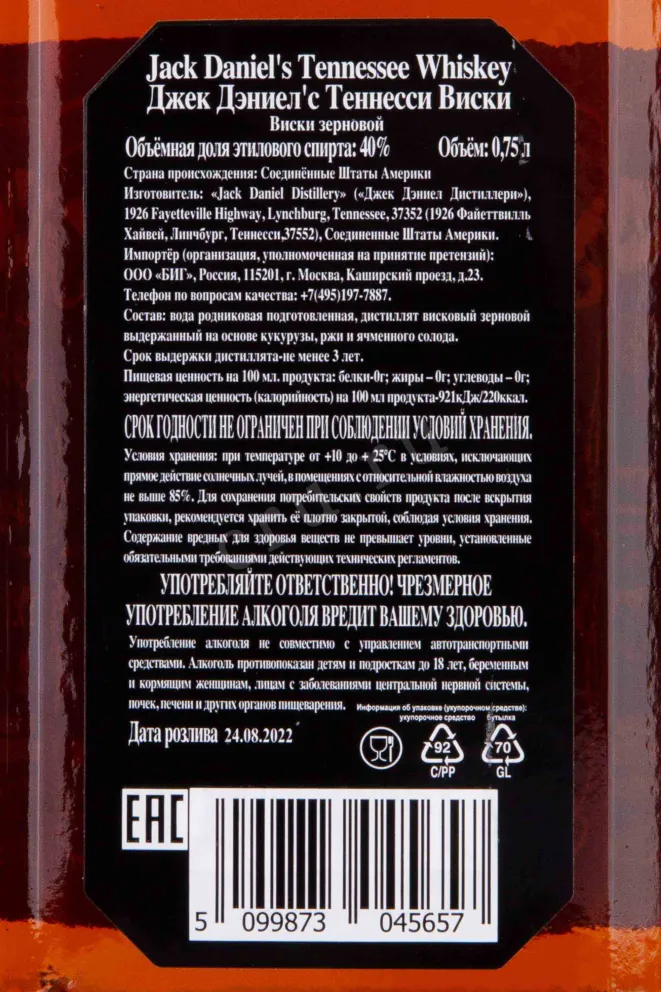 Jack Daniel's Tennessee Whiskey
Джек Дэниел'с Теннесси Виски
Виски зерновой
Объёмная доля этилового спирта: 40% Объём: 0,75 л
Страна происхождения: Соединённые Штаты Америки
Изготовитель: «Jack Daniel Distillery» («Джек Дэниел Дистиллери»),
1926 Fayetteville Highway, Lynchburg, Tennessee, 37352 (1926 Файеттвилль
Хайвей, Линчбург, Теннесси,37552), Соединенные Штаты Америки.
Импортёр (организация, уполномоченная на принятие претензий):
ООО «БИГ», Россия, 115201, г. Москва, Каширский проезд, д.23.
Телефон по вопросам качества: +7(495)197-7887.
Состав: вода родниковая подготовленная, дистиллят висковый зерновой
выдержанный на основе кукурузы, ржи и ячменного солода.
Срок выдержки дистиллята-не менее 3 лет.
Пищевая ценность на 100 мл. продукта: белки-0г; жиры – 0г; углеводы – 0г;
энергетическая ценность (калорийность) на 100 мл продукта-921кДж/220ккал.
СРОК ГОДНОСТИ НЕ ОГРАНИЧЕН ПРИ СОБЛЮДЕНИИ УСЛОВИЙ ХРАНЕНИЯ.
Условия хранения: при температуре от +10 до + 25°С в условиях, исключающих
прямое действие солнечных лучей, в помещениях с относительной влажностью воздуха
не выше 85%. Для сохранения потребительских свойств продукта после вскрытия
упаковки, рекомендуется хранить её плотно закрытой, соблюдая условия хранения.
Содержание вредных для здоровья веществ не превышает уровни, установленные
обязательными требованиями действующих технических регламентов.
УПОТРЕБЛЯЙТЕ ОТВЕТСТВЕННО! ЧРЕЗМЕРНОЕ
УПОТРЕБЛЕНИЕ АЛКОГОЛЯ ВРЕДИТ ВАШЕМУ ЗДОРОВЬЮ.
Употребление алкоголя не совместимо с управлением автотранспортными
средствами. Алкоголь противопоказан детям и подросткам до 18 лет, беременным
и кормящим женщинам, лицам с заболеваниями центральной нервной системы,
почек, печени и других органов пищеварения.
Информация об упаковке (укупорочном средстве):
укупорочное средство бутылка
Дата розлива 24.08.2022
92 70
C/PP GL
EAC
5 099873 045657